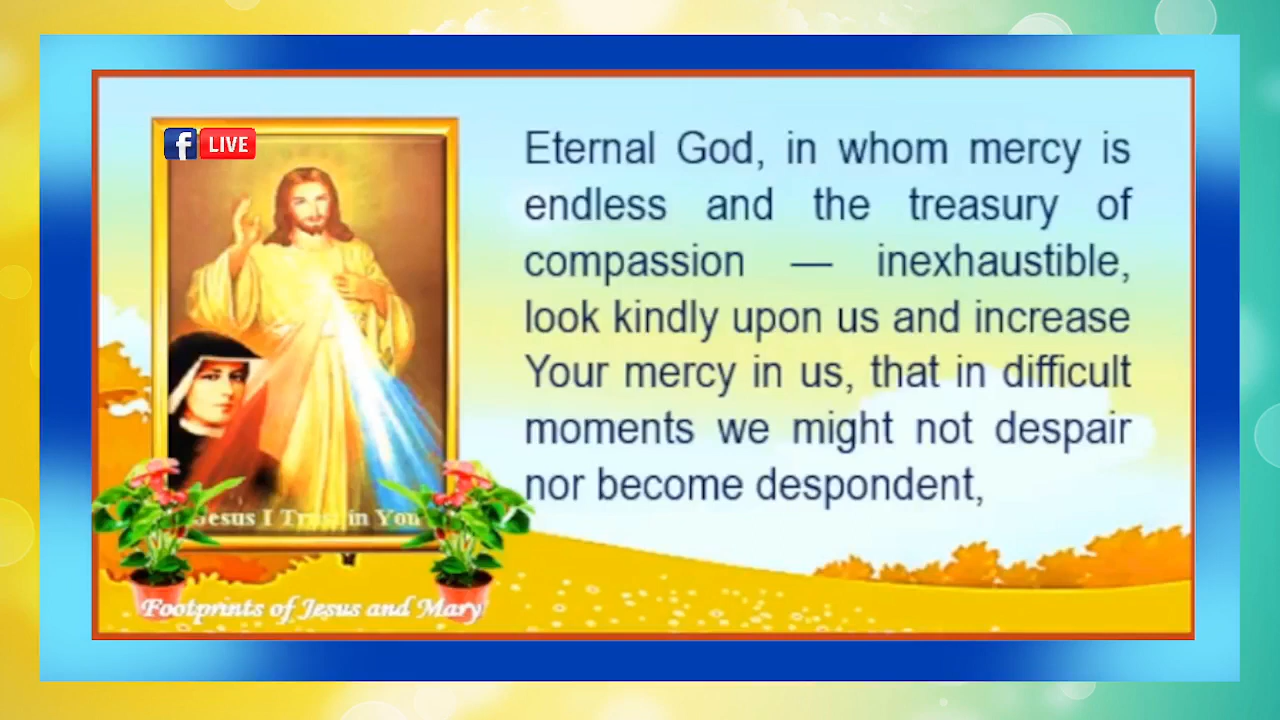 f LIVE
Eternal God, in whom mercy is
endless and the treasury of
compassion — inexhaustible,
look kindly upon us and increase
Your mercy in us, that in difficult
moments we might not despair
nor become despondent,
Jesus I Trust in You
Footprints of Jesus and Mary